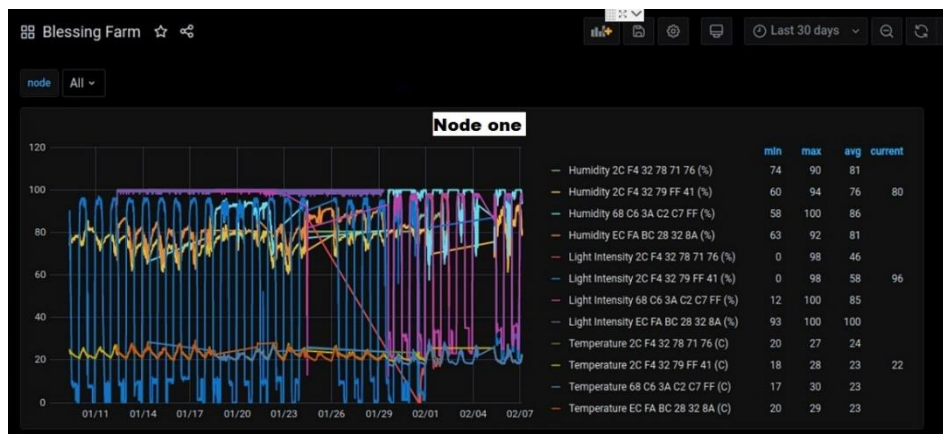 Blessing Farm
Last 30 days
node All
Node one
min max avg current
Humidity 2C F4 32 78 71 76 (%) 74 90 81
Humidity 2C F4 32 79 FF 41 (%) 60 94 76 80
Humidity 68 C6 3A C2 C7 FF (%) 58 100 86
Humidity EC FA BC 28 32 8A (%) 63 92 81
Light Intensity 2C F4 32 78 71 76 (%) 0 98 46
Light Intensity 2C F4 32 79 FF 41 (%) 0 98 58 96
Light Intensity 68 C6 3A C2 C7 FF (%) 12 100 85
Light Intensity EC FA BC 28 32 8A (%) 93 100 100
Temperature 2C F4 32 78 71 76 (C) 20 27 24
Temperature 2C F4 32 79 FF 41 (C) 18 28 23 22
Temperature 68 C6 3A C2 C7 FF (C) 17 30 23
Temperature EC FA BC 28 32 8A (C) 20 29 23
120
100
80
60
40
20
0
01/11 01/14 01/17 01/20 01/23 01/26 01/29 02/01 02/04 02/07